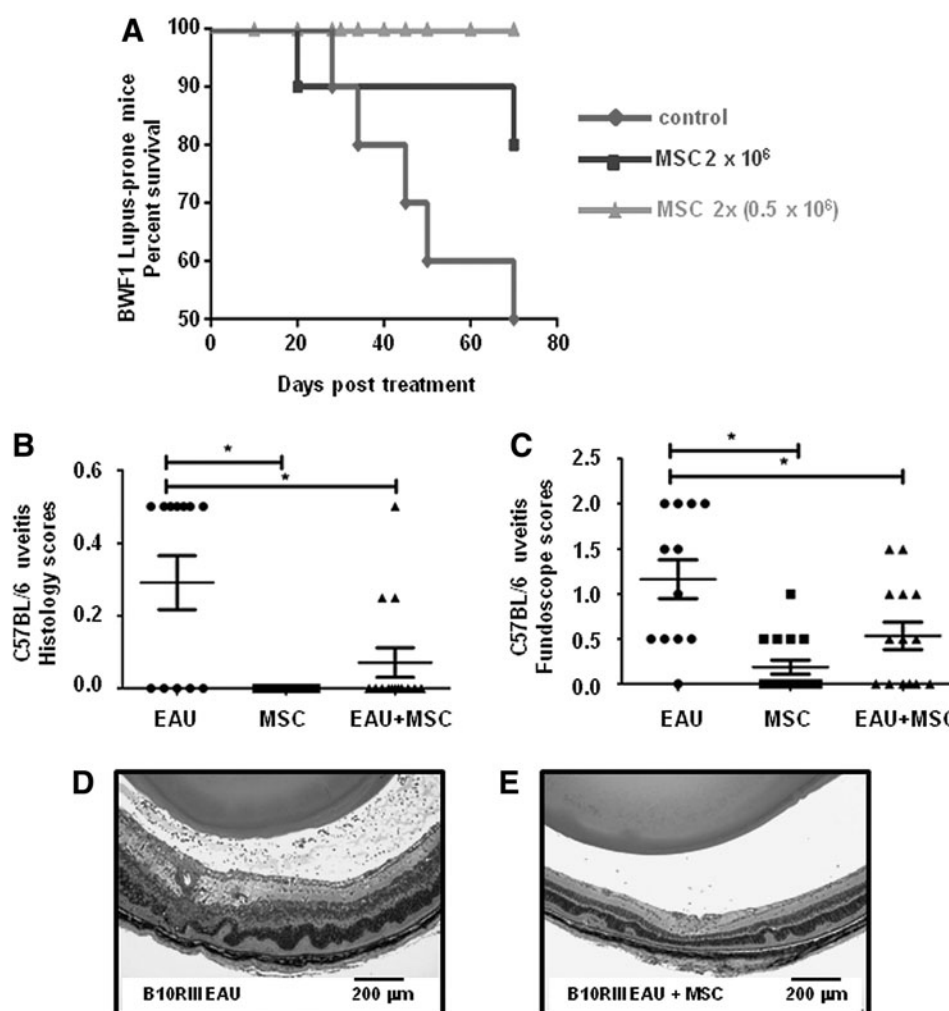 A
BWF1 Lupus-prone mice
Percent survival
100
90
80
70
60
50
0
20
40
60
80
Days post treatment
control
MSC 2 x 10⁶
MSC 2x (0.5 x 10⁶)
B
C57BL/6 uveitis
Histology scores
0.6
0.4
0.2
0.0
*
*
EAU
MSC
EAU+MSC
C
C57BL/6 uveitis
Fundoscope scores
2.5
2.0
1.5
1.0
0.5
0.0
*
*
EAU
MSC
EAU+MSC
D
B10RIII EAU
200 µm
E
B10RIII EAU + MSC
200 µm